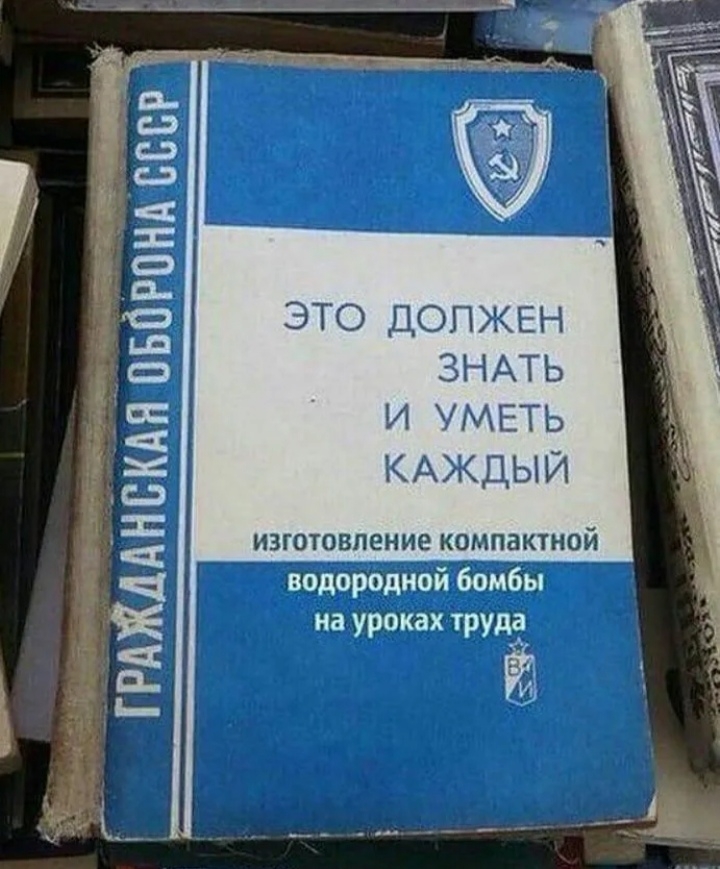 ГРАЖДАНСКАЯ ОБОРОНА СССР
ЭТО ДОЛЖЕН
ЗНАТЬ
И УМЕТЬ
КАЖДЫЙ
изготовление компактной
водородной бомбы
на уроках труда
В И